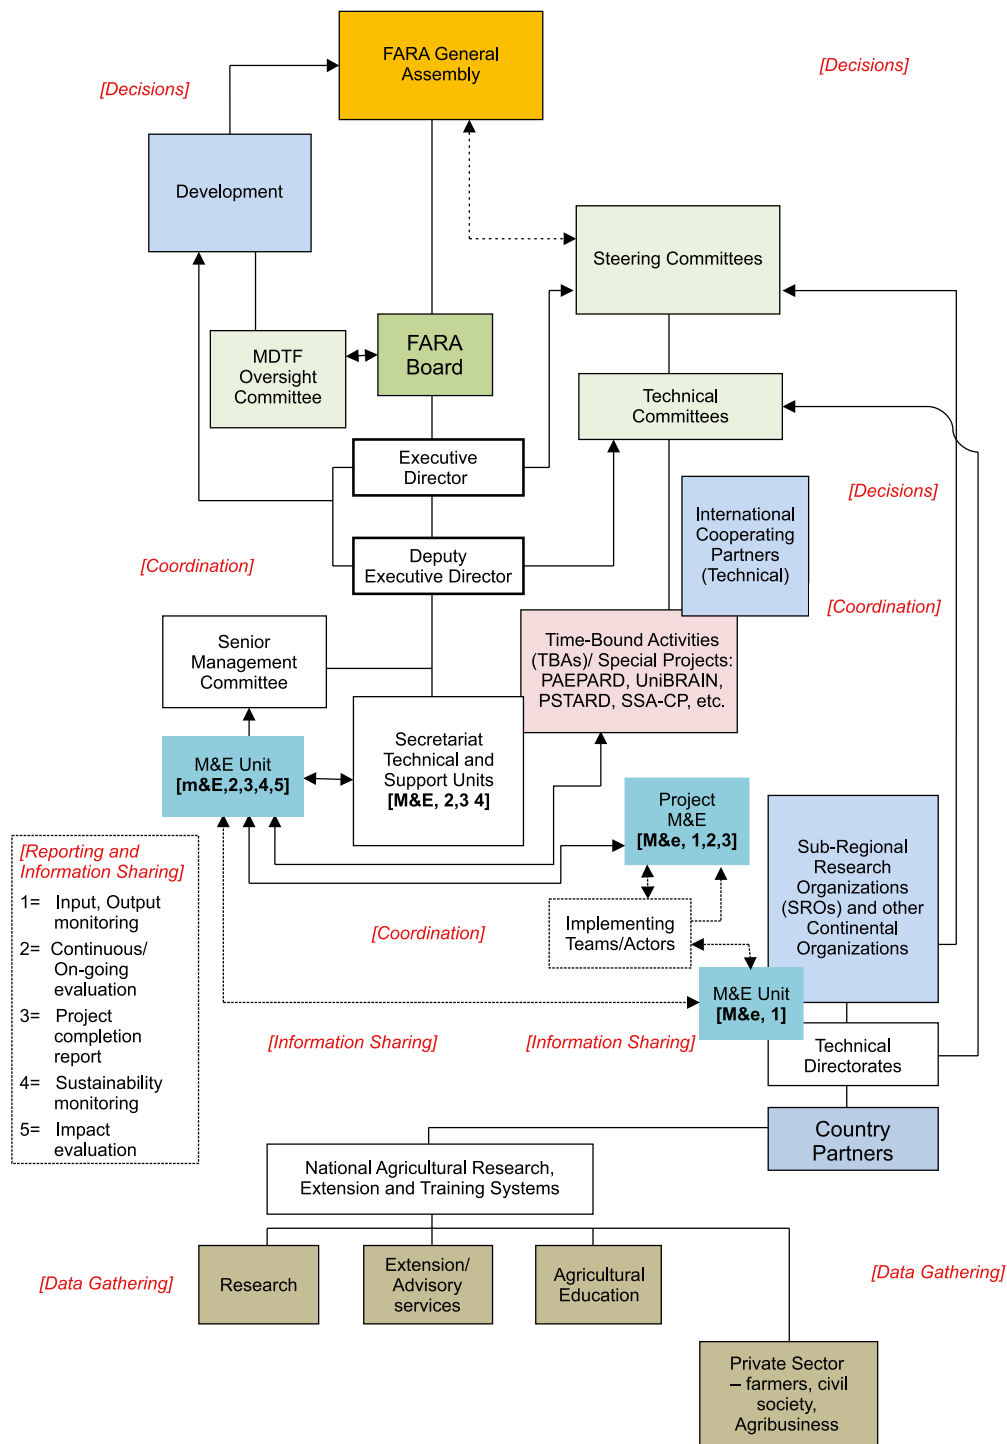 FARA General
Assembly
[Decisions]
[Decisions]
Development
Steering Committees
MDTF
Oversight
Committee
FARA
Board
Technical
Committees
Executive
Director
[Decisions]
International
Cooperating
Partners
(Technical)
Deputy
Executive Director
[Coordination]
[Coordination]
Senior
Management
Committee
Time-Bound Activities
(TBAs)/ Special Projects:
PAEPARD, UniBRAIN,
PSTARD, SSA-CP, etc.
M&E Unit
[m&E,2,3,4,5]
Secretariat
Technical and
Support Units
[M&E, 2,3 4]
Project
M&E
[M&e, 1,2,3]
Sub-Regional
Research
Organizations
(SROs) and other
Continental
Organizations
[Reporting and
Information Sharing]
1= Input, Output
monitoring
2= Continuous/
On-going
evaluation
3= Project
completion
report
4= Sustainability
monitoring
5= Impact
evaluation
[Coordination]
Implementing
Teams/Actors
M&E Unit
[M&e, 1]
[Information Sharing]
[Information Sharing]
Technical
Directorates
Country
Partners
National Agricultural Research,
Extension and Training Systems
[Data Gathering]
Research
Extension/
Advisory
services
Agricultural
Education
[Data Gathering]
Private Sector
– farmers, civil
society,
Agribusiness